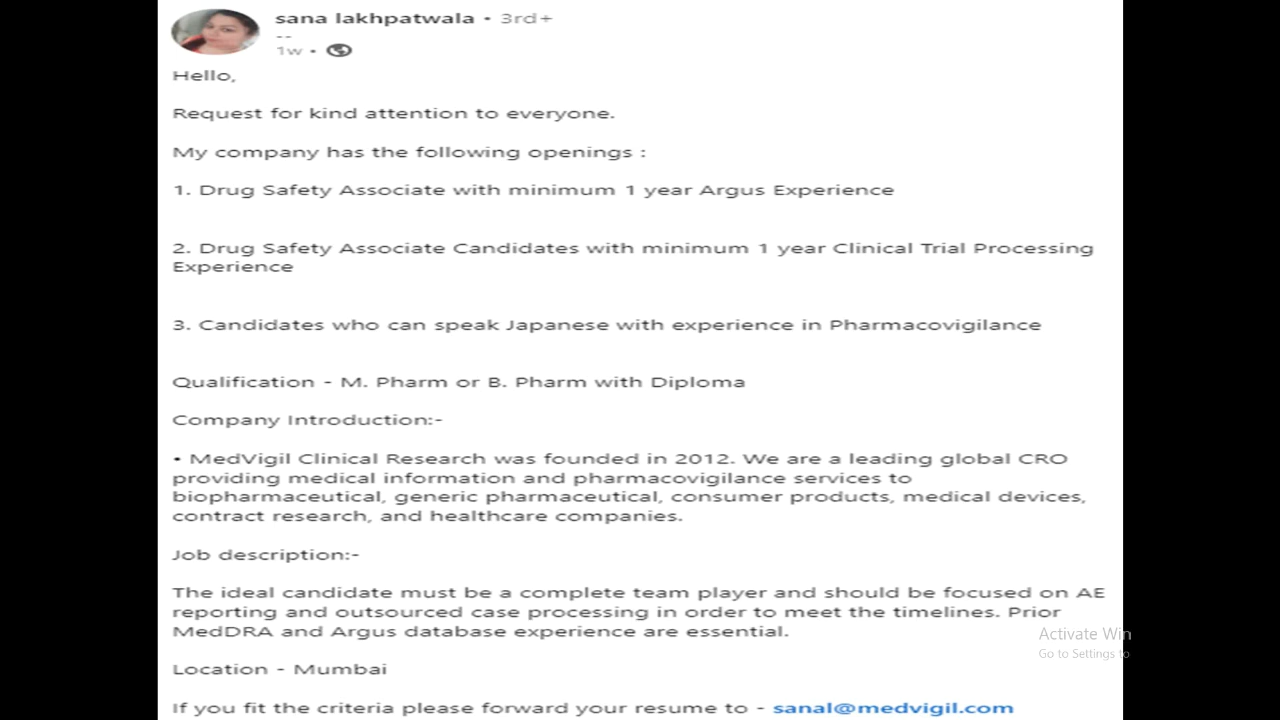 sana lakhpatwala • 3rd+
--
1w •
Hello,
Request for kind attention to everyone.
My company has the following openings :
1. Drug Safety Associate with minimum 1 year Argus Experience
2. Drug Safety Associate Candidates with minimum 1 year Clinical Trial Processing
Experience
3. Candidates who can speak Japanese with experience in Pharmacovigilance
Qualification - M. Pharm or B. Pharm with Diploma
Company Introduction:-
• MedVigil Clinical Research was founded in 2012. We are a leading global CRO
providing medical information and pharmacovigilance services to
biopharmaceutical, generic pharmaceutical, consumer products, medical devices,
contract research, and healthcare companies.
Job description:-
The ideal candidate must be a complete team player and should be focused on AE
reporting and outsourced case processing in order to meet the timelines. Prior
MedDRA and Argus database experience are essential.
Activate Win
Go to Settings to
Location - Mumbai
If you fit the criteria please forward your resume to - sanal@medvigil.com